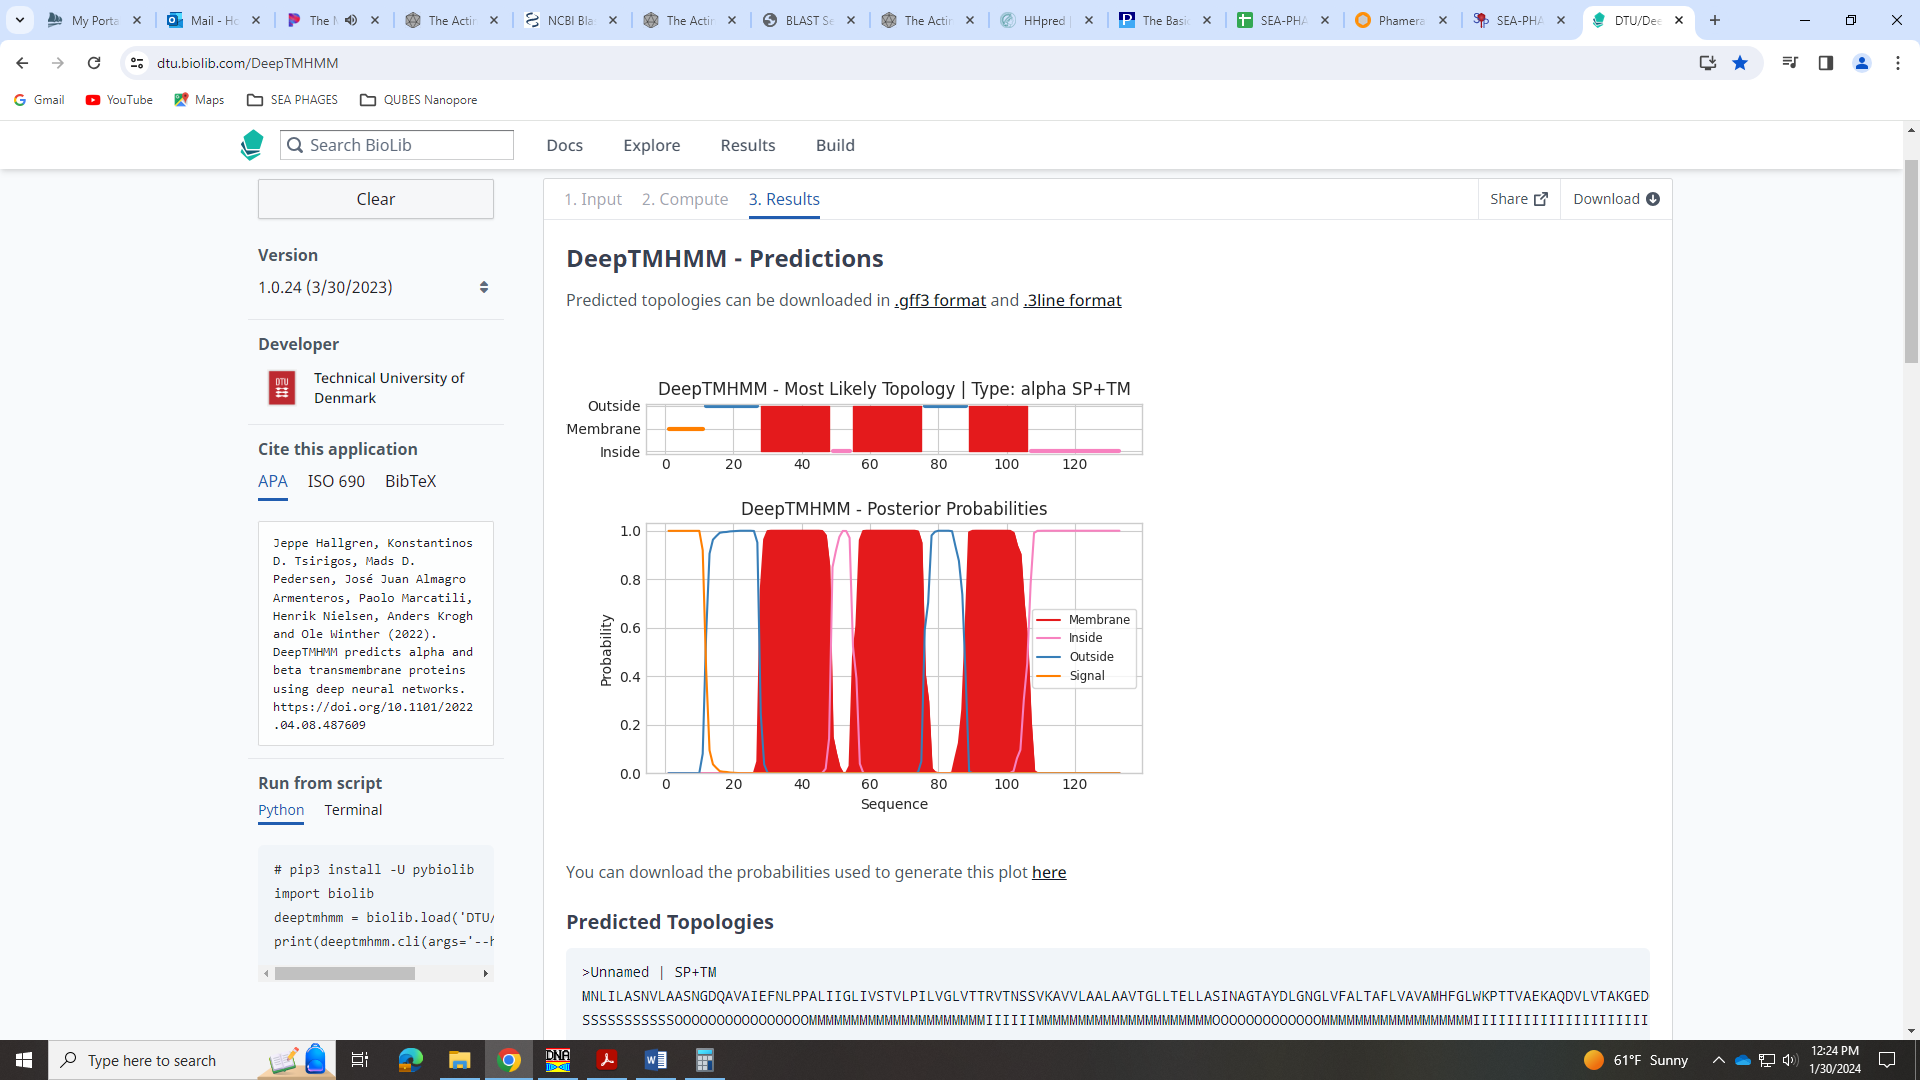 My Porta
Mail - Ho
The M
The Actin
NCBI Blas
The Actin
BLAST Se
The Actin
HHpred |
The Basic
SEA-PHA
Phamera
SEA-PHA
DTU/Dee
dtu.biolib.com/DeepTMHMM
Gmail
YouTube
Maps
SEA PHAGES
QUBES Nanopore
Search BioLib
Docs
Explore
Results
Build
Clear
1. Input
2. Compute
3. Results
Share
Download
Version
1.0.24 (3/30/2023)
Developer
DTU
Technical University of
Denmark
Cite this application
APA
ISO 690
BibTeX
Jeppe Hallgren, Konstantinos
D. Tsirigos, Mads D.
Pedersen, José Juan Almagro
Armenteros, Paolo Marcatili,
Henrik Nielsen, Anders Krogh
and Ole Winther (2022).
DeepTMHMM predicts alpha and
beta transmembrane proteins
using deep neural networks.
https://doi.org/10.1101/2022
.04.08.487609
Run from script
Python
Terminal
# pip3 install -U pybiolib
import biolib
deeptmhmm = biolib.load('DTU/
print(deeptmhmm.cli(args='--h
DeepTMHMM - Predictions
Predicted topologies can be downloaded in .gff3 format and .3line format
DeepTMHMM - Most Likely Topology | Type: alpha SP+TM
Outside
Membrane
Inside
0 20 40 60 80 100 120
DeepTMHMM - Posterior Probabilities
1.0
0.8
0.6
0.4
0.2
0.0
Probability
Membrane
Inside
Outside
Signal
0 20 40 60 80 100 120
Sequence
You can download the probabilities used to generate this plot here
Predicted Topologies
>Unnamed | SP+TM
MNLILASNVLAASNGDQAVAIEFNLPPALIIGLIVSTVLPILVGLVTTRVTNSSVKAVVLAALAAVTGLLTELLASINAGTAYDLGNGLVFALTAFLVAVAMHFGLWKPTTVAEKAQDVLVTAKGED
SSSSSSSSSSSOOOOOOOOOOOOOOOOMMMMMMMMMMMMMMMMMMMMMIIIIIIMMMMMMMMMMMMMMMMMMMMMOOOOOOOOOOOOOMMMMMMMMMMMMMMMMMMIIIIIIIIIIIIIIIIIIIII
Type here to search
DNA
61°F Sunny
12:24 PM
1/30/2024